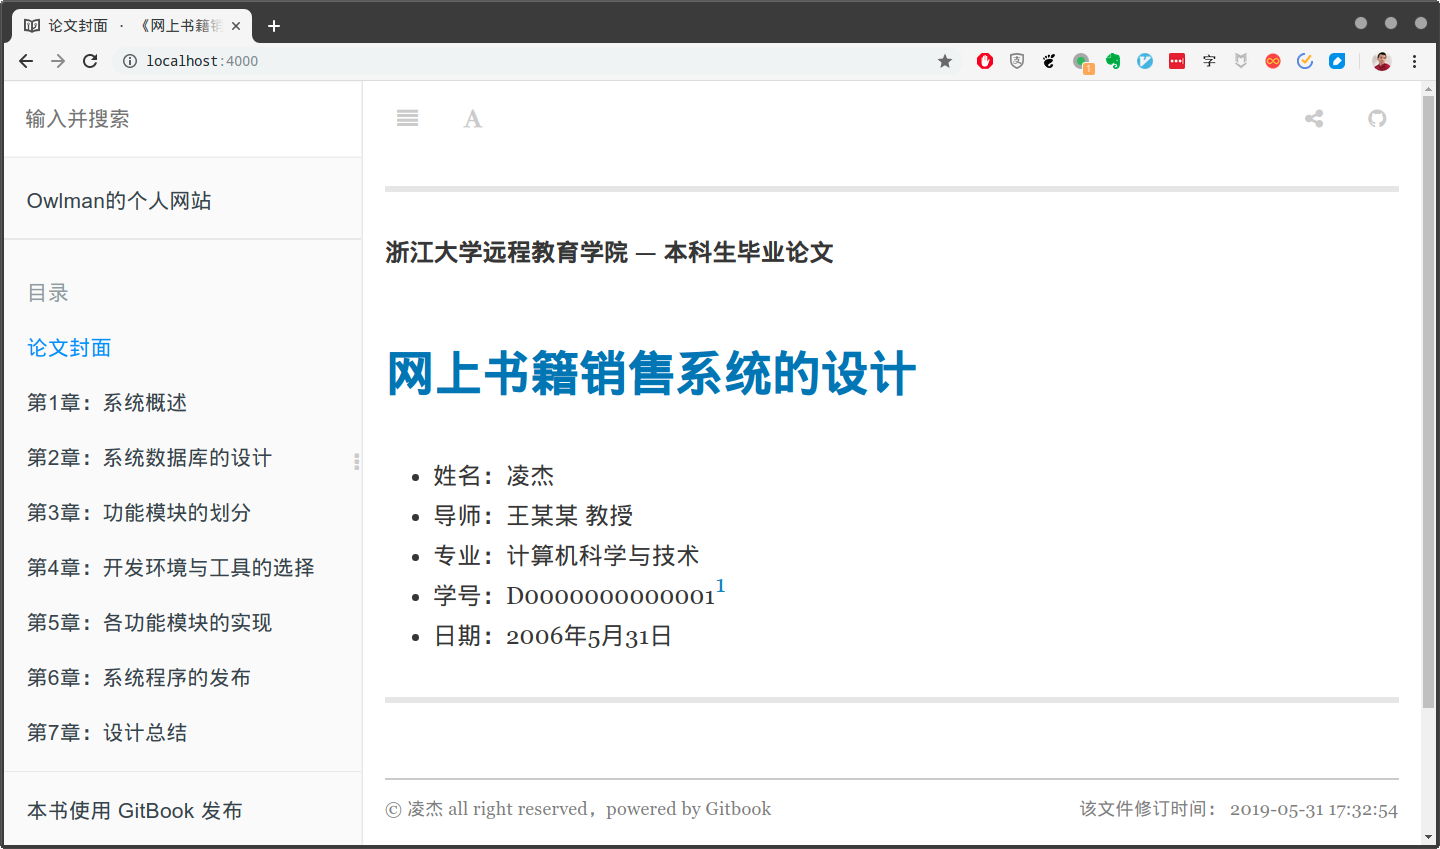 论文封面 · 《网上书籍销
localhost:4000
字
1
输入并搜索
A
Owlman的个人网站
目录
论文封面
第1章：系统概述
第2章：系统数据库的设计
第3章：功能模块的划分
第4章：开发环境与工具的选择
第5章：各功能模块的实现
第6章：系统程序的发布
第7章：设计总结
本书使用 GitBook 发布
浙江大学远程教育学院 — 本科生毕业论文
网上书籍销售系统的设计
• 姓名：凌杰
• 导师：王某某 教授
• 专业：计算机科学与技术
• 学号：D0000000000001¹
• 日期：2006年5月31日
© 凌杰 all right reserved，powered by Gitbook
该文件修订时间： 2019-05-31 17:32:54